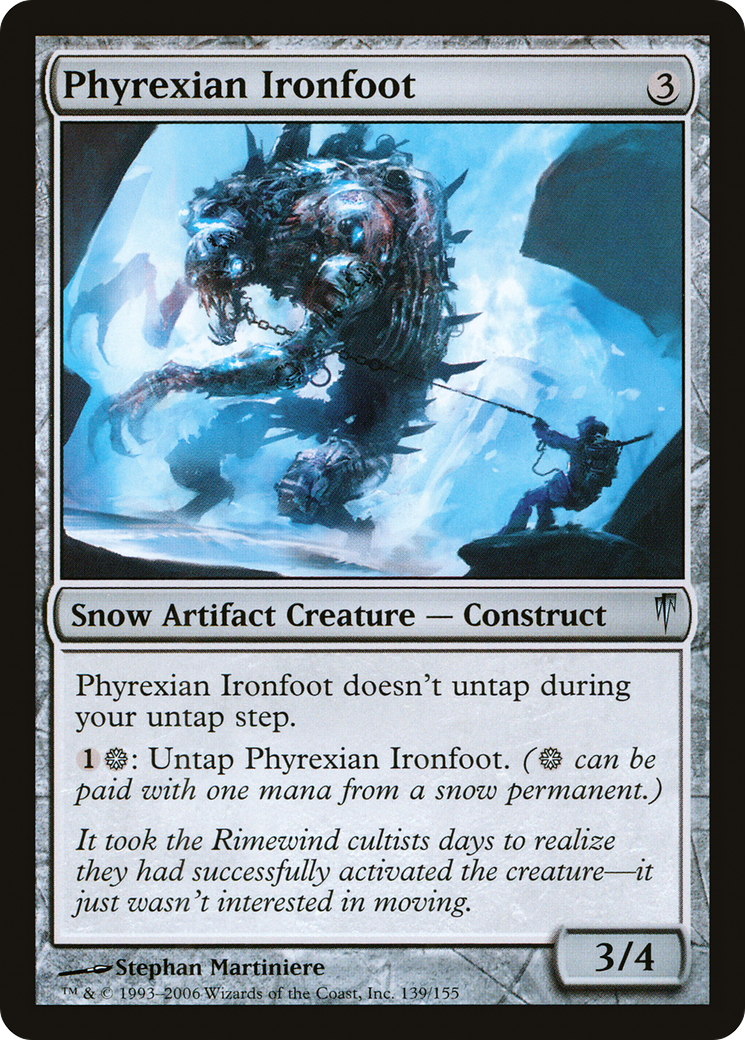 Phyrexian Ironfoot
3
Snow Artifact Creature — Construct
Phyrexian Ironfoot doesn't untap during
your untap step.
1❄: Untap Phyrexian Ironfoot. (❄ can be
paid with one mana from a snow permanent.)
It took the Rimewind cultists days to realize
they had successfully activated the creature—it
just wasn't interested in moving.
3/4
Stephan Martiniere
™ & © 1993–2006 Wizards of the Coast, Inc. 139/155